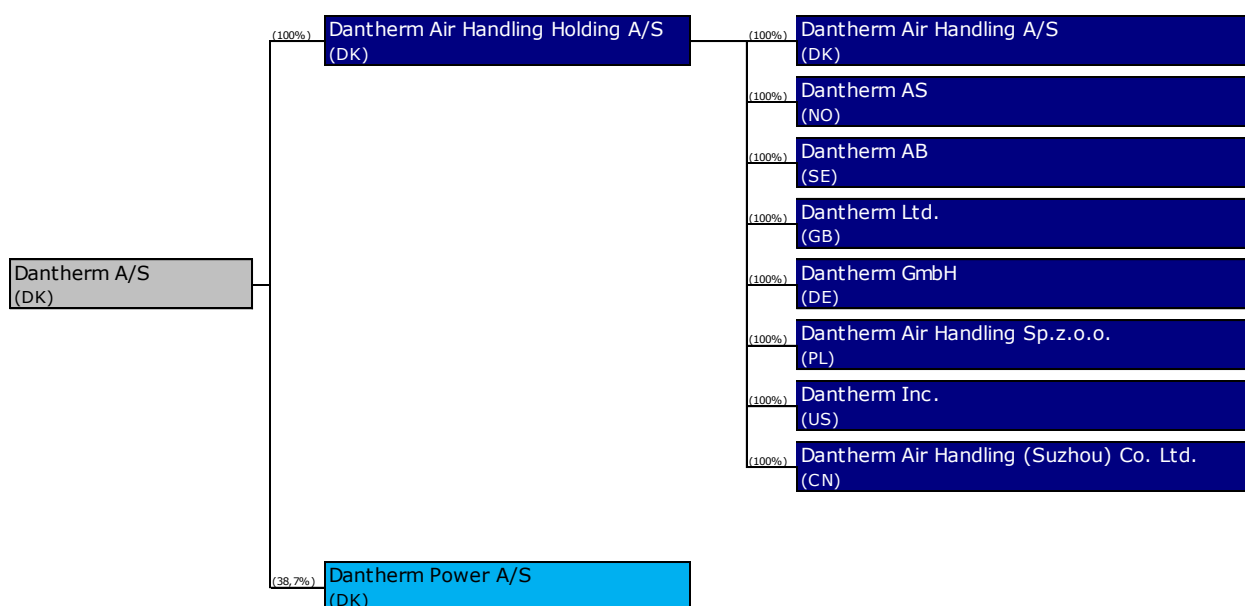 (100%)
Dantherm Air Handling Holding A/S
(DK)
(100%)
Dantherm Air Handling A/S
(DK)
(100%)
Dantherm AS
(NO)
(100%)
Dantherm AB
(SE)
(100%)
Dantherm Ltd.
(GB)
Dantherm A/S
(DK)
(100%)
Dantherm GmbH
(DE)
(100%)
Dantherm Air Handling Sp.z.o.o.
(PL)
(100%)
Dantherm Inc.
(US)
(100%)
Dantherm Air Handling (Suzhou) Co. Ltd.
(CN)
(38,7%)
Dantherm Power A/S
(DK)